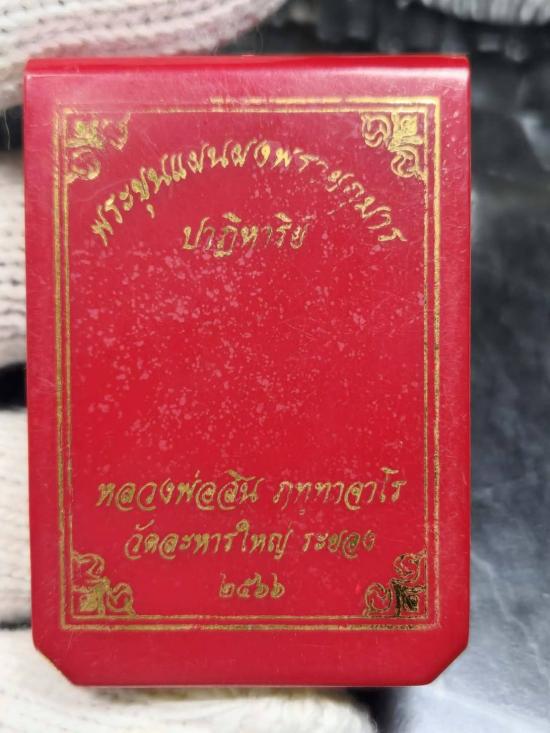 พระขุนแผนผงพรายกุมาร
ปาฏิหาริย์
หลวงพ่อสิน ภทฺทาจาโร
วัดละหารใหญ่ ระยอง
๒๕๖๖